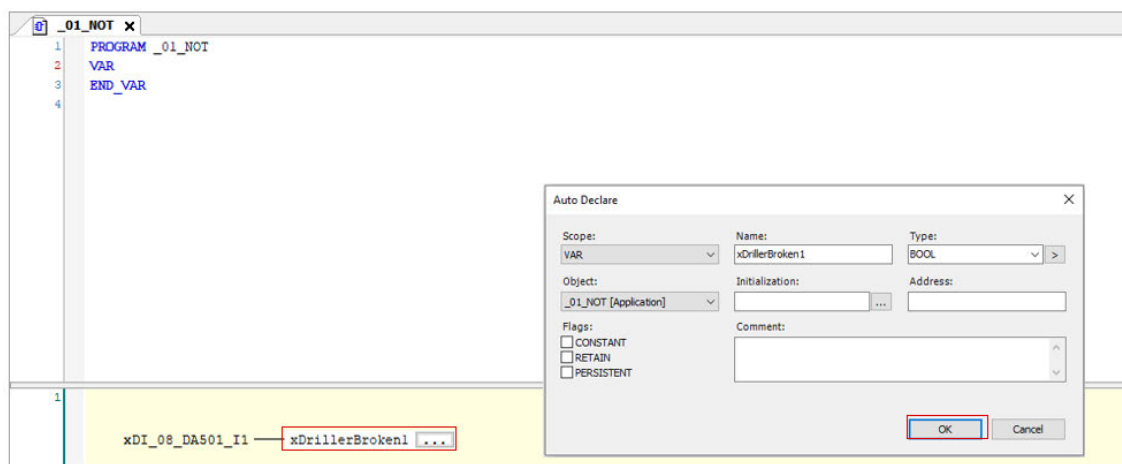 _01_NOT
1 PROGRAM _01_NOT
2 VAR
3 END_VAR
4
Auto Declare
Scope: Name: Type:
VAR xDrillerBroken1 BOOL >
Object: Initialization: Address:
_01_NOT [Application] ...
Flags: Comment:
CONSTANT
RETAIN
PERSISTENT
OK Cancel
1
xDI_08_DA501_I1 xDrillerBroken1 ...